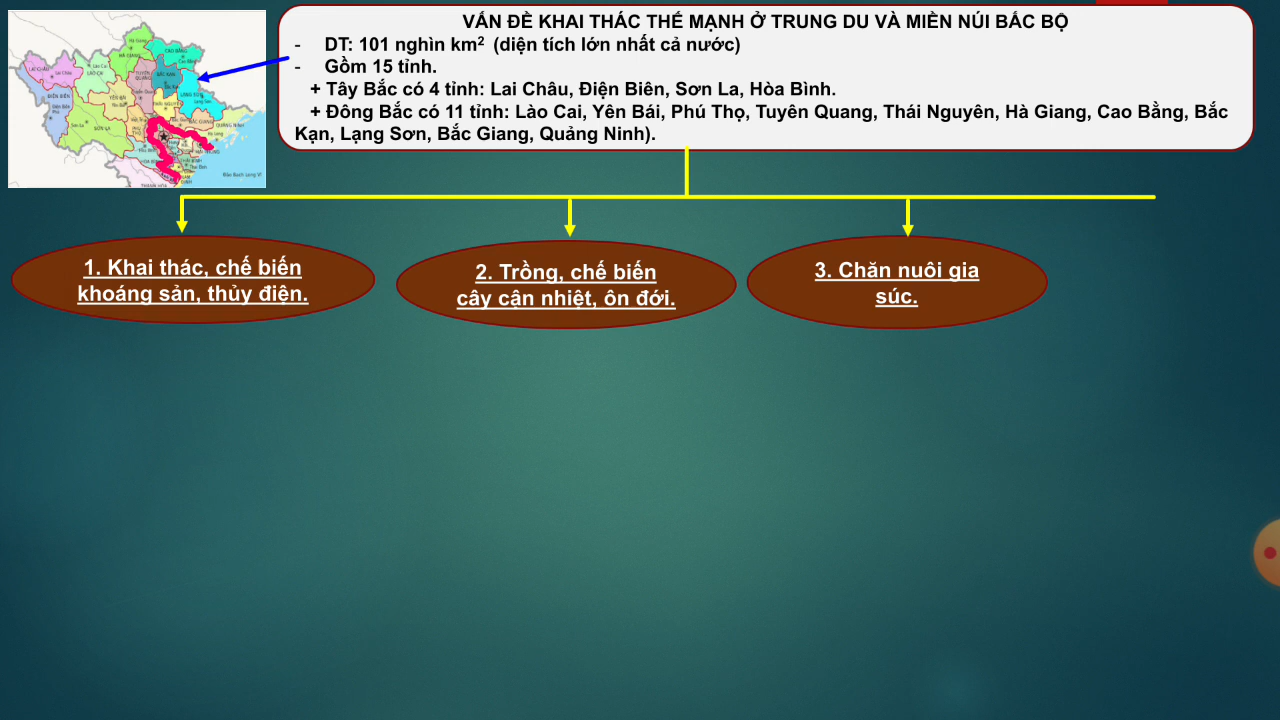 VẤN ĐỀ KHAI THÁC THẾ MẠNH Ở TRUNG DU VÀ MIỀN NÚI BẮC BỘ
- DT: 101 nghìn km² (diện tích lớn nhất cả nước)
- Gồm 15 tỉnh.
+ Tây Bắc có 4 tỉnh: Lai Châu, Điện Biên, Sơn La, Hòa Bình.
+ Đông Bắc có 11 tỉnh: Lào Cai, Yên Bái, Phú Thọ, Tuyên Quang, Thái Nguyên, Hà Giang, Cao Bằng, Bắc
Kạn, Lạng Sơn, Bắc Giang, Quảng Ninh).
1. Khai thác, chế biến
khoáng sản, thủy điện.
2. Trồng, chế biến
cây cận nhiệt, ôn đới.
3. Chăn nuôi gia
súc.